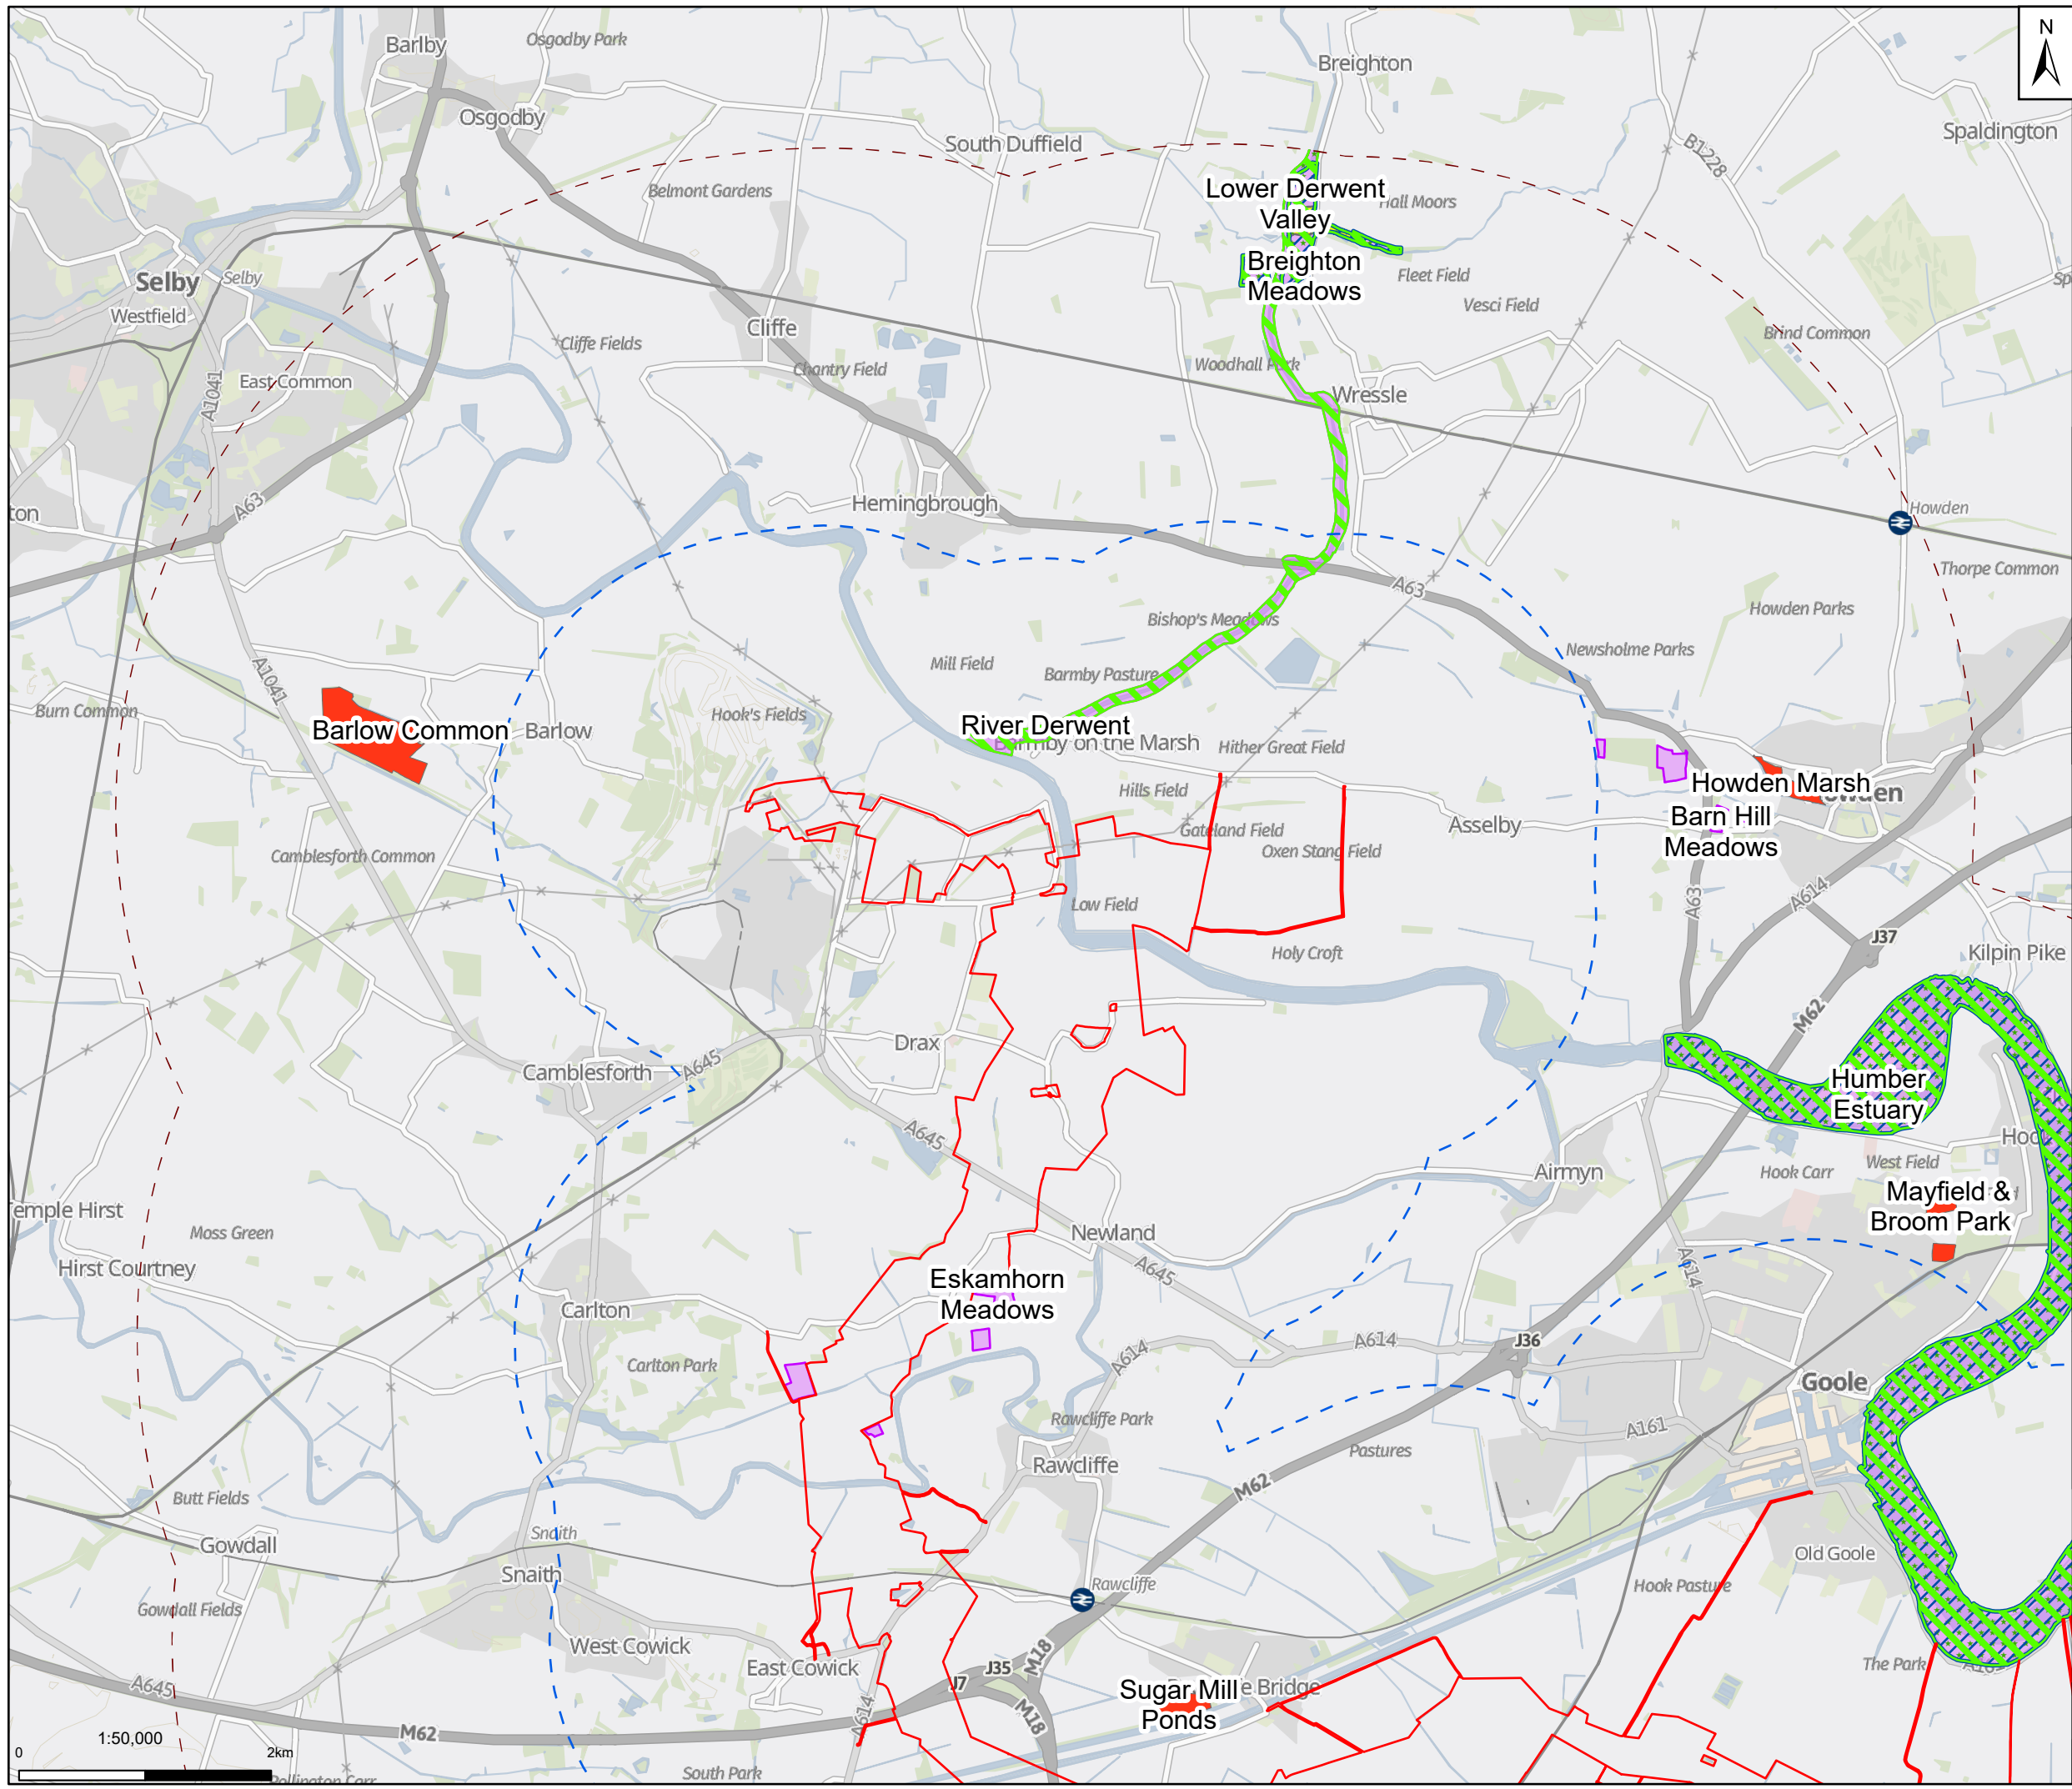 N
Barlby
Osgodby Park
Breighton
Osgodby
South Duffield
Spaldington
B1228
Belmont Gardens
Lower Derwent
Valley
Hall Moors
Selby
Selby
Breighton
Meadows
Fleet Field
Westfield
Vesci Field
Cliffe
Cliffe Fields
Brind Common
Chantry Field
Woodhall Park
East Common
A1041
Wressle
Hemingbrough
A63
ton
Howden
Thorpe Common
A63
Howden Parks
Bishop's Meadows
Newsholme Parks
Mill Field
Barmby Pasture
A1041
Burn Common
Hook's Fields
Barlow Common
Barlow
River Derwent
Barmby on the Marsh
Hither Great Field
Howden Marsh
Hills Field
Barn Hill
Meadows
Asselby
Gateland Field
Oxen Stang Field
Camblesforth Common
Low Field
A63
A614
J37
Holy Croft
Kilpin Pike
M62
Drax
Camblesforth
A645
Humber
Estuary
A645
Airmyn
Hook Carr
West Field
Mayfield &
Broom Park
Temple Hirst
Moss Green
Newland
Hirst Courtney
A645
A614
Eskamhorn
Meadows
Carlton
J36
A614
A614
Carlton Park
Goole
Rawcliffe Park
A161
Pastures
Rawcliffe
M62
Butt Fields
Snaith
Gowdall
Old Goole
Snaith
Rawcliffe
Hook Pasture
Gowdall Fields
West Cowick
East Cowick
J35
M18
The Park
J7
A645
Sugar Mill
Ponds
e Bridge
M18
A614
M62
1:50,000
0
2km
South Park
Pollington Carr